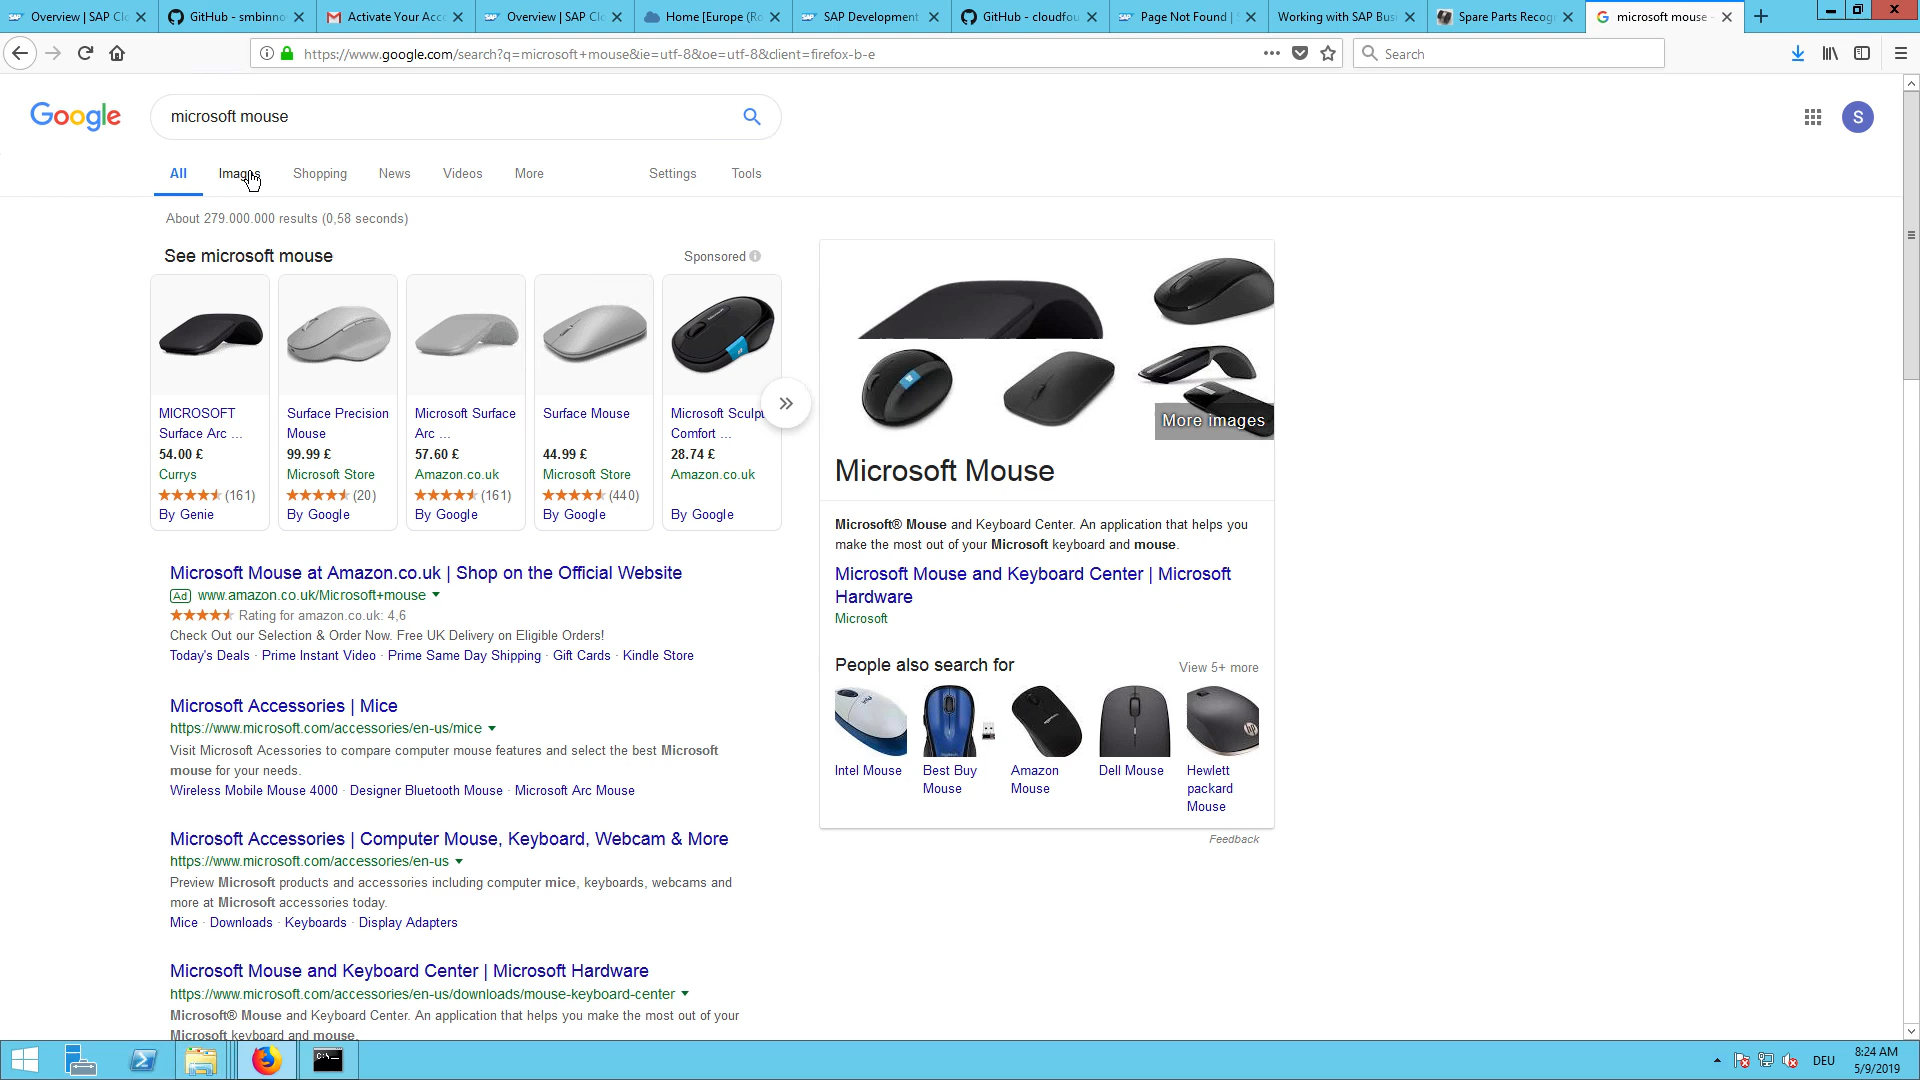 Overview | SAP Clo
GitHub - smbinno
Activate Your Acc
Overview | SAP Clo
Home [Europe (Ro
SAP Development
GitHub - cloudfou
Page Not Found | S
Working with SAP Busi
Spare Parts Recog
microsoft mouse -
https://www.google.com/search?q=microsoft+mouse&ie=utf-8&oe=utf-8&client=firefox-b-e
Search
Google
microsoft mouse
S
All
Images
Shopping
News
Videos
More
Settings
Tools
About 279.000.000 results (0,58 seconds)
See microsoft mouse
Sponsored
MICROSOFT
Surface Arc ...
54.00 £
Currys
(161)
By Genie
Surface Precision
Mouse
99.99 £
Microsoft Store
(20)
By Google
Microsoft Surface
Arc ...
57.60 £
Amazon.co.uk
(161)
By Google
Surface Mouse
44.99 £
Microsoft Store
(440)
By Google
Microsoft Sculpt
Comfort ...
28.74 £
Amazon.co.uk
By Google
Microsoft Mouse at Amazon.co.uk | Shop on the Official Website
Ad www.amazon.co.uk/Microsoft+mouse
Rating for amazon.co.uk: 4,6
Check Out our Selection & Order Now. Free UK Delivery on Eligible Orders!
Today's Deals · Prime Instant Video · Prime Same Day Shipping · Gift Cards · Kindle Store
Microsoft Accessories | Mice
https://www.microsoft.com/accessories/en-us/mice
Visit Microsoft Acessories to compare computer mouse features and select the best Microsoft
mouse for your needs.
Wireless Mobile Mouse 4000 · Designer Bluetooth Mouse · Microsoft Arc Mouse
Microsoft Accessories | Computer Mouse, Keyboard, Webcam & More
https://www.microsoft.com/accessories/en-us
Preview Microsoft products and accessories including computer mice, keyboards, webcams and
more at Microsoft accessories today.
Mice · Downloads · Keyboards · Display Adapters
Microsoft Mouse and Keyboard Center | Microsoft Hardware
https://www.microsoft.com/accessories/en-us/downloads/mouse-keyboard-center
Microsoft® Mouse and Keyboard Center. An application that helps you make the most out of your
Microsoft keyboard and mouse.
More images
Microsoft Mouse
Microsoft® Mouse and Keyboard Center. An application that helps you
make the most out of your Microsoft keyboard and mouse.
Microsoft Mouse and Keyboard Center | Microsoft
Hardware
Microsoft
People also search for
View 5+ more
Intel Mouse
Best Buy
Mouse
Amazon
Mouse
Dell Mouse
Hewlett
packard
Mouse
Feedback
DEU
8:24 AM
5/9/2019